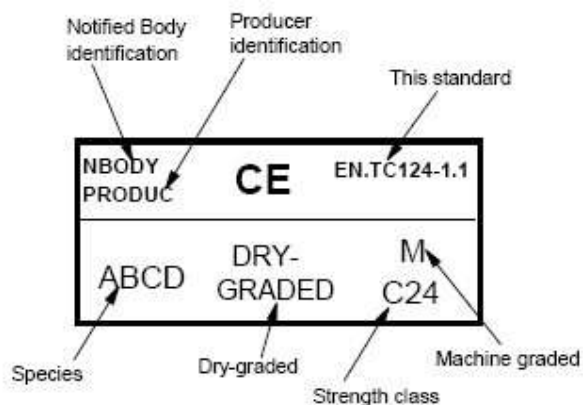 Notified Body
identification
Producer
identification
This standard
NBODY
PRODUC
CE
EN.TC124-1.1
ABCD
DRY-
GRADED
M
C24
Species
Dry-graded
Strength class
Machine graded